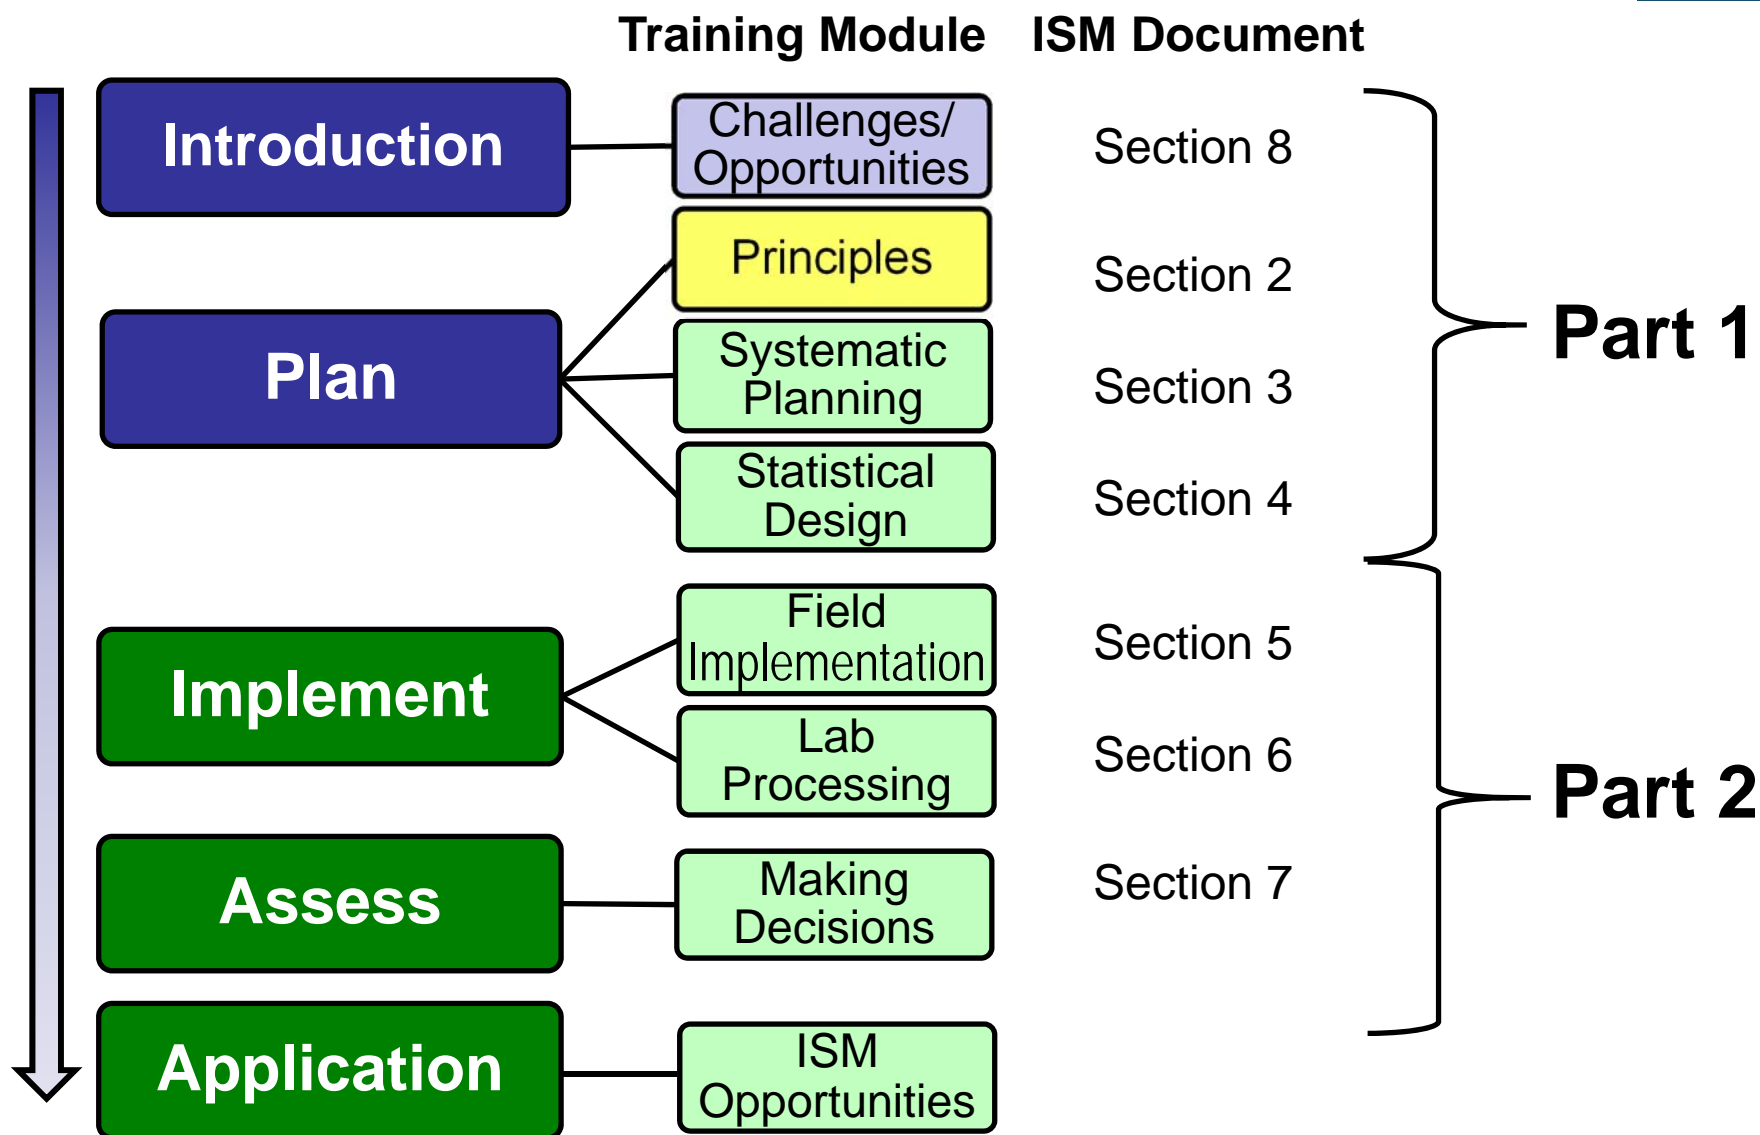 Training Module ISM Document
Introduction
Challenges/
Opportunities
Section 8
Principles
Section 2
Plan
Systematic
Planning
Section 3
Statistical
Design
Section 4
Part 1
Implement
Field
Implementation
Section 5
Lab
Processing
Section 6
Part 2
Assess
Making
Decisions
Section 7
Application
ISM
Opportunities